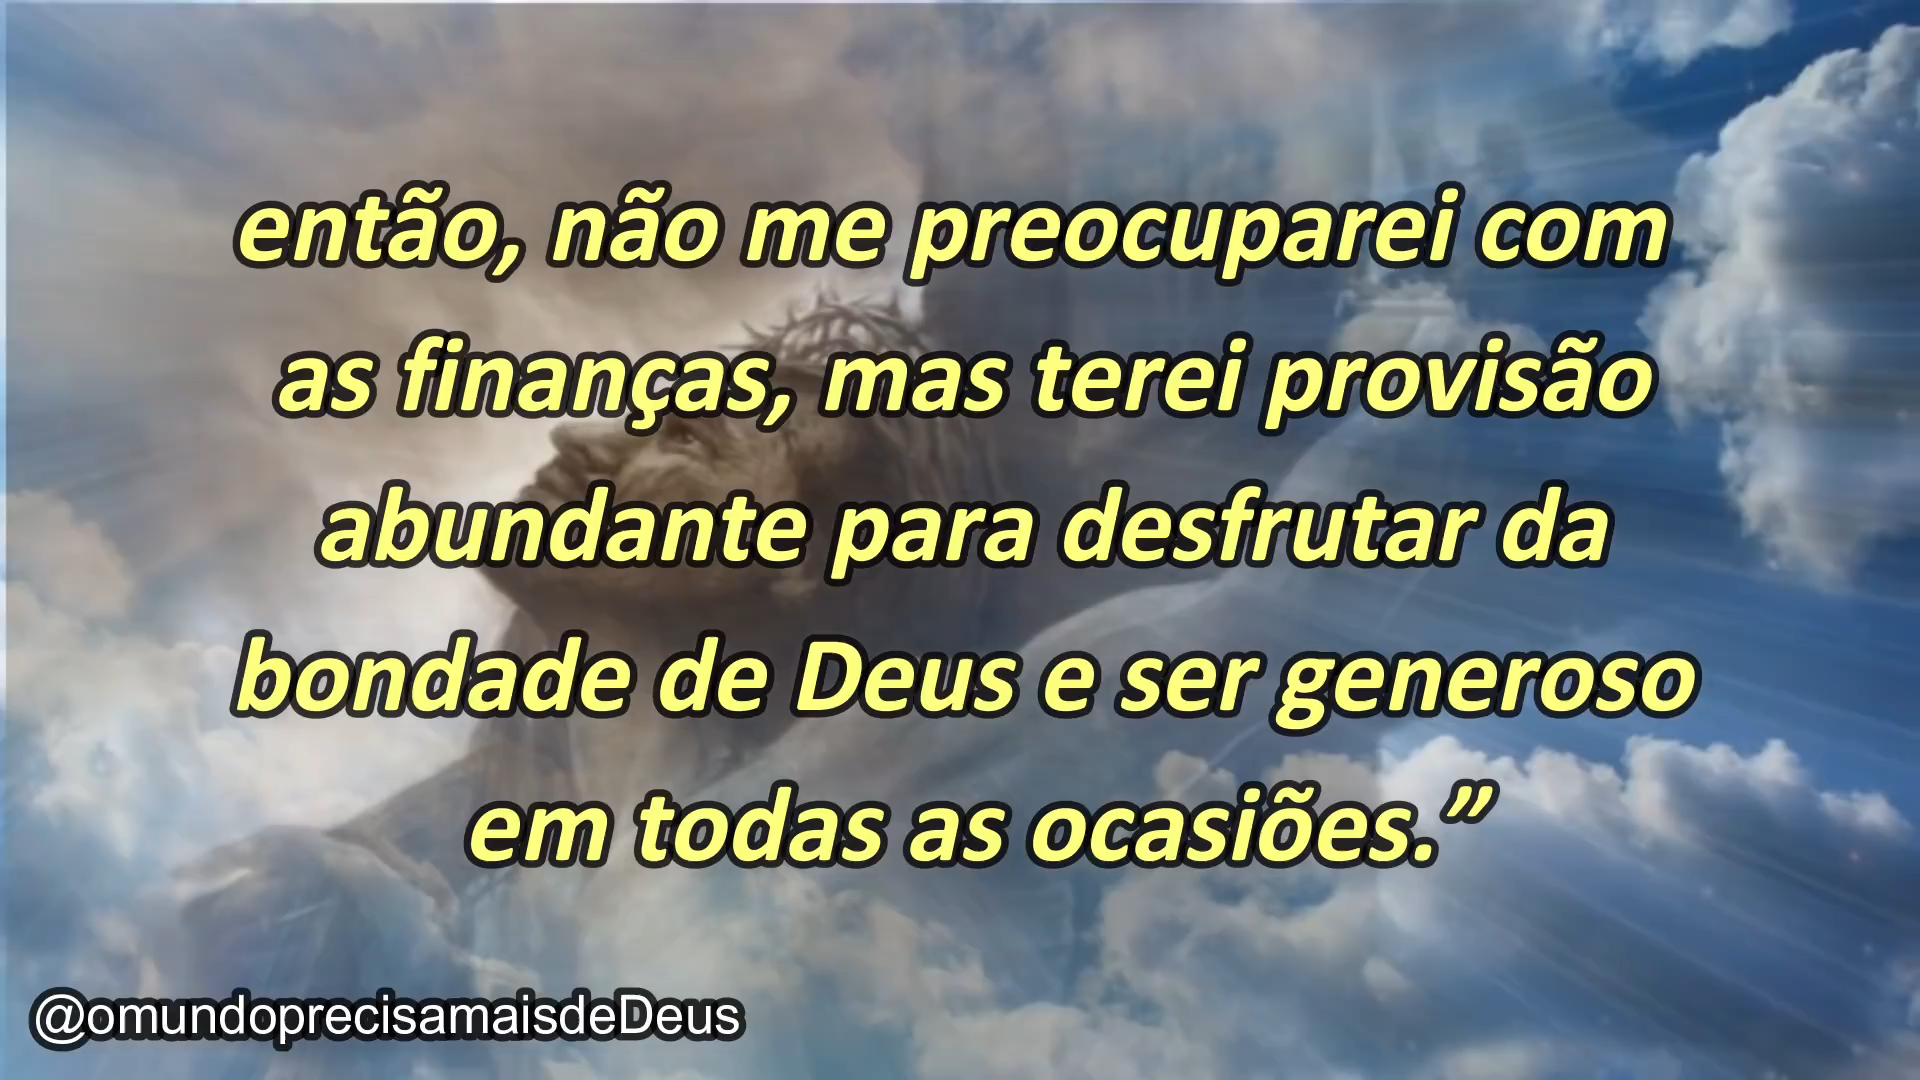 então, não me preocuparei com
as finanças, mas terei provisão
abundante para desfrutar da
bondade de Deus e ser generoso
em todas as ocasiões.”
@omundoprecisamaisdeDeus